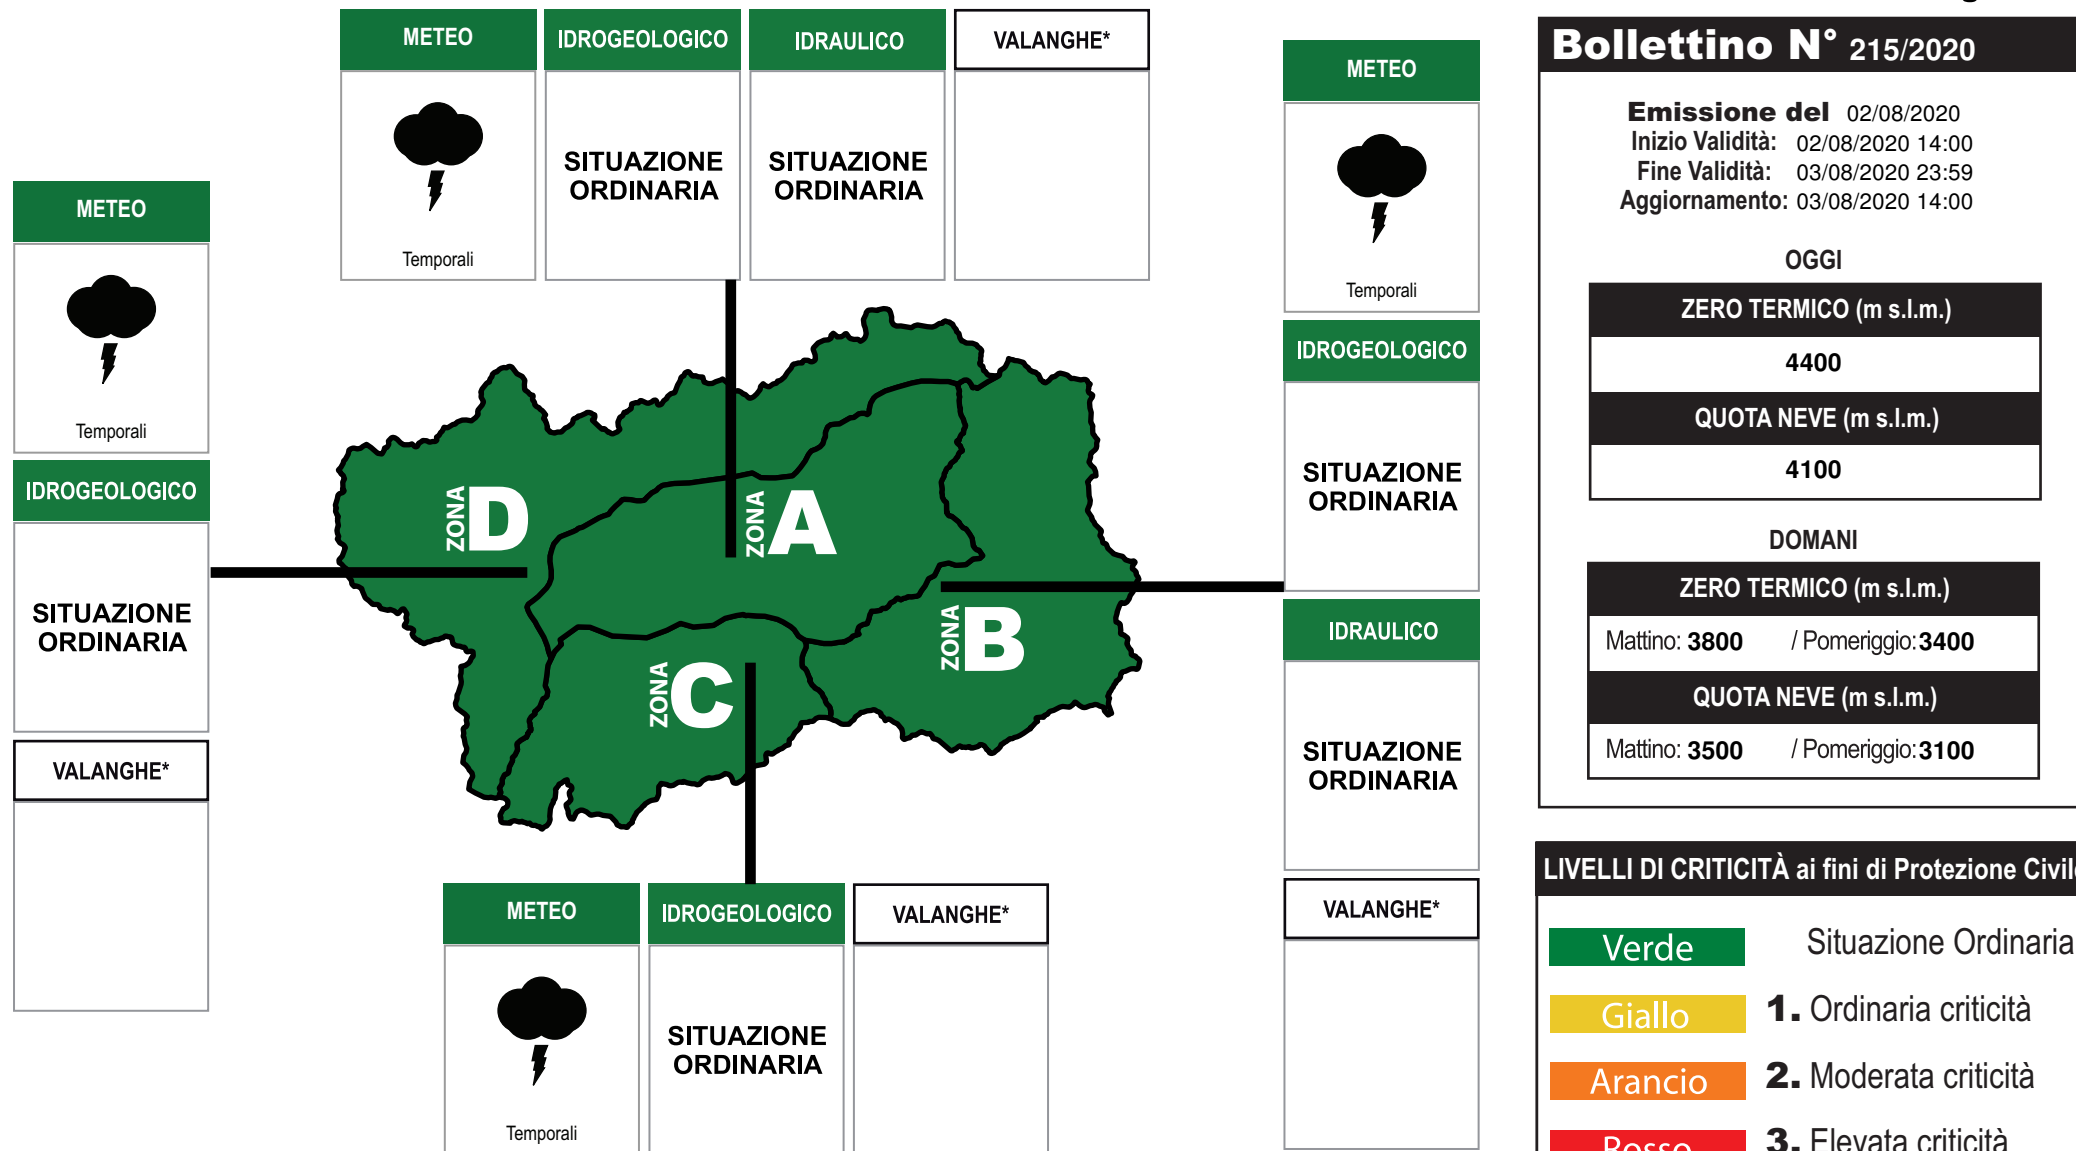 METEO IDROGEOLOGICO IDRAULICO VALANGHE*
Temporali
SITUAZIONE
ORDINARIA
SITUAZIONE
ORDINARIA
METEO
Temporali
IDROGEOLOGICO
SITUAZIONE
ORDINARIA
VALANGHE*
ZONA D
ZONA A
ZONA B
ZONA C
METEO
Temporali
IDROGEOLOGICO
SITUAZIONE
ORDINARIA
IDRAULICO
SITUAZIONE
ORDINARIA
VALANGHE*
METEO IDROGEOLOGICO VALANGHE*
Temporali
SITUAZIONE
ORDINARIA
Bollettino N° 215/2020
Emissione del 02/08/2020
Inizio Validità: 02/08/2020 14:00
Fine Validità: 03/08/2020 23:59
Aggiornamento: 03/08/2020 14:00
OGGI
ZERO TERMICO (m s.l.m.)
4400
QUOTA NEVE (m s.l.m.)
4100
DOMANI
ZERO TERMICO (m s.l.m.)
Mattino: 3800 / Pomeriggio: 3400
QUOTA NEVE (m s.l.m.)
Mattino: 3500 / Pomeriggio: 3100
LIVELLI DI CRITICITÀ ai fini di Protezione Civile
Verde Situazione Ordinaria
Giallo 1. Ordinaria criticità
Arancio 2. Moderata criticità
Rosso 3. Elevata criticità